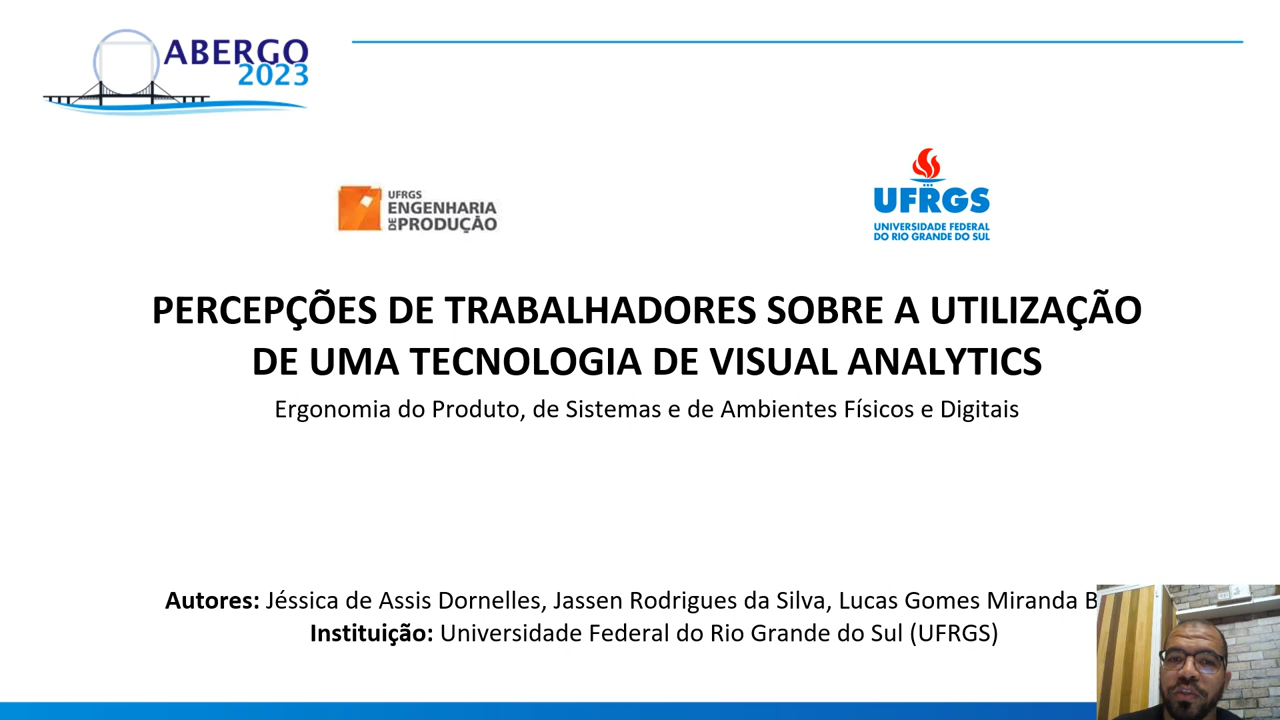 ABERGO
2023
UFRGS
ENGENHARIA
DE PRODUÇÃO
UFRGS
UNIVERSIDADE FEDERAL
DO RIO GRANDE DO SUL
PERCEPÇÕES DE TRABALHADORES SOBRE A UTILIZAÇÃO
DE UMA TECNOLOGIA DE VISUAL ANALYTICS
Ergonomia do Produto, de Sistemas e de Ambientes Físicos e Digitais
Autores: Jéssica de Assis Dornelles, Jassen Rodrigues da Silva, Lucas Gomes Miranda B
Instituição: Universidade Federal do Rio Grande do Sul (UFRGS)